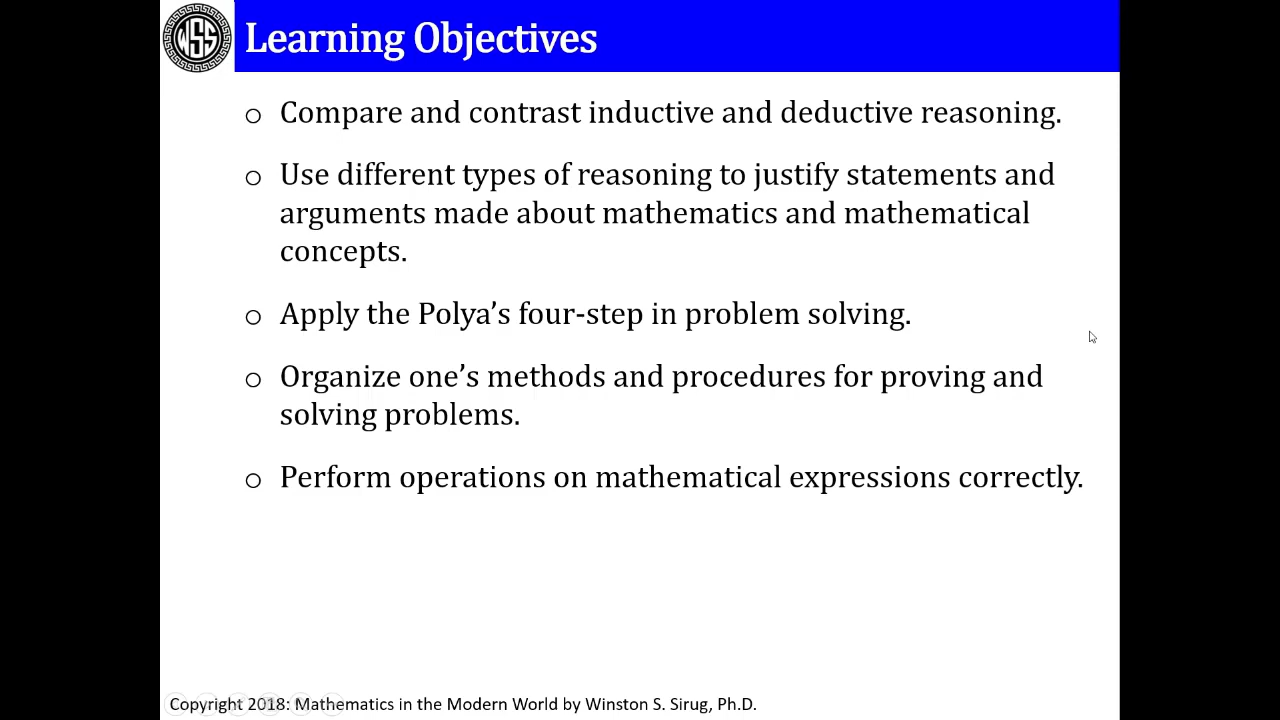 WSS
Learning Objectives
o Compare and contrast inductive and deductive reasoning.
o Use different types of reasoning to justify statements and
arguments made about mathematics and mathematical
concepts.
o Apply the Polya’s four-step in problem solving.
o Organize one’s methods and procedures for proving and
solving problems.
o Perform operations on mathematical expressions correctly.
Copyright 2018: Mathematics in the Modern World by Winston S. Sirug, Ph.D.